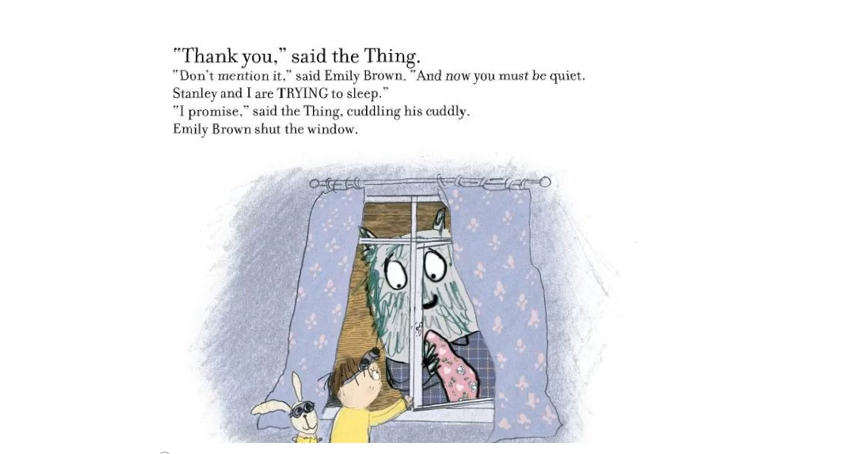 "Thank you," said the Thing.
"Don't mention it," said Emily Brown. "And now you must be quiet.
Stanley and I are TRYING to sleep."
"I promise," said the Thing, cuddling his cuddly.
Emily Brown shut the window.